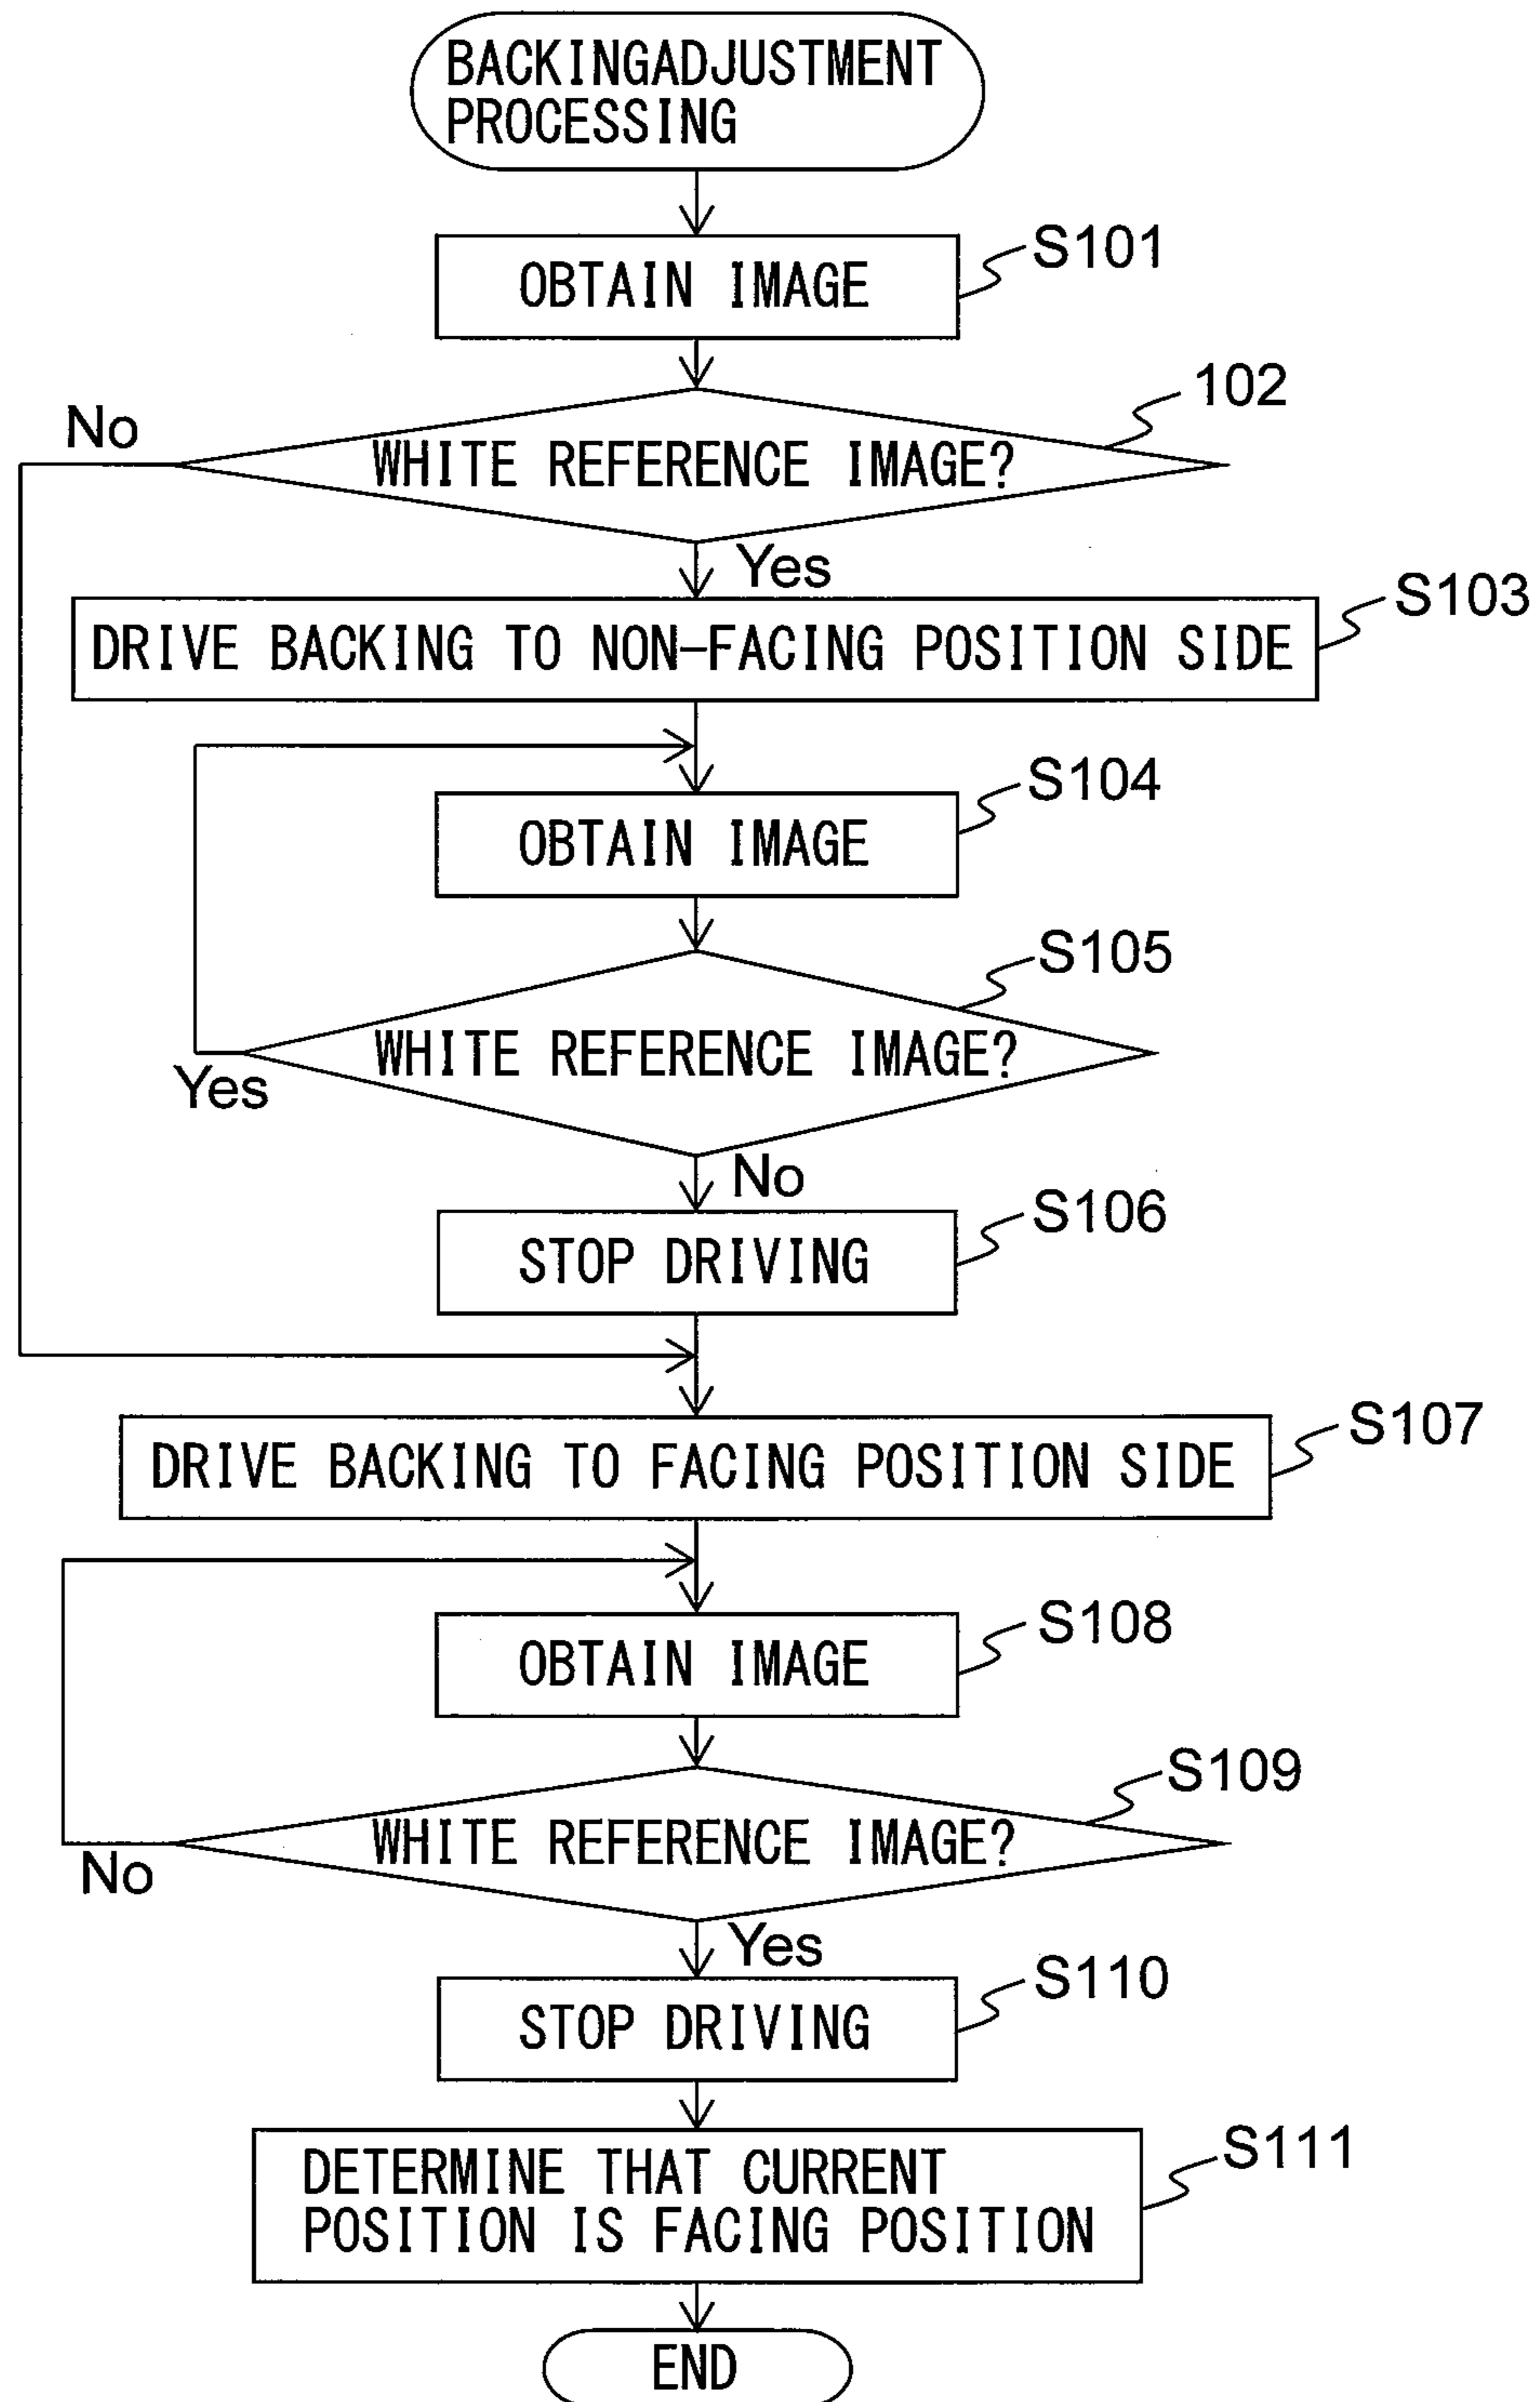 BACKINGADJUSTMENT
PROCESSING
S101
OBTAIN IMAGE
102
No
WHITE REFERENCE IMAGE?
Yes
S103
DRIVE BACKING TO NON-FACING POSITION SIDE
S104
OBTAIN IMAGE
S105
WHITE REFERENCE IMAGE?
Yes
No
S106
STOP DRIVING
S107
DRIVE BACKING TO FACING POSITION SIDE
S108
OBTAIN IMAGE
S109
WHITE REFERENCE IMAGE?
No
Yes
S110
STOP DRIVING
S111
DETERMINE THAT CURRENT
POSITION IS FACING POSITION
END